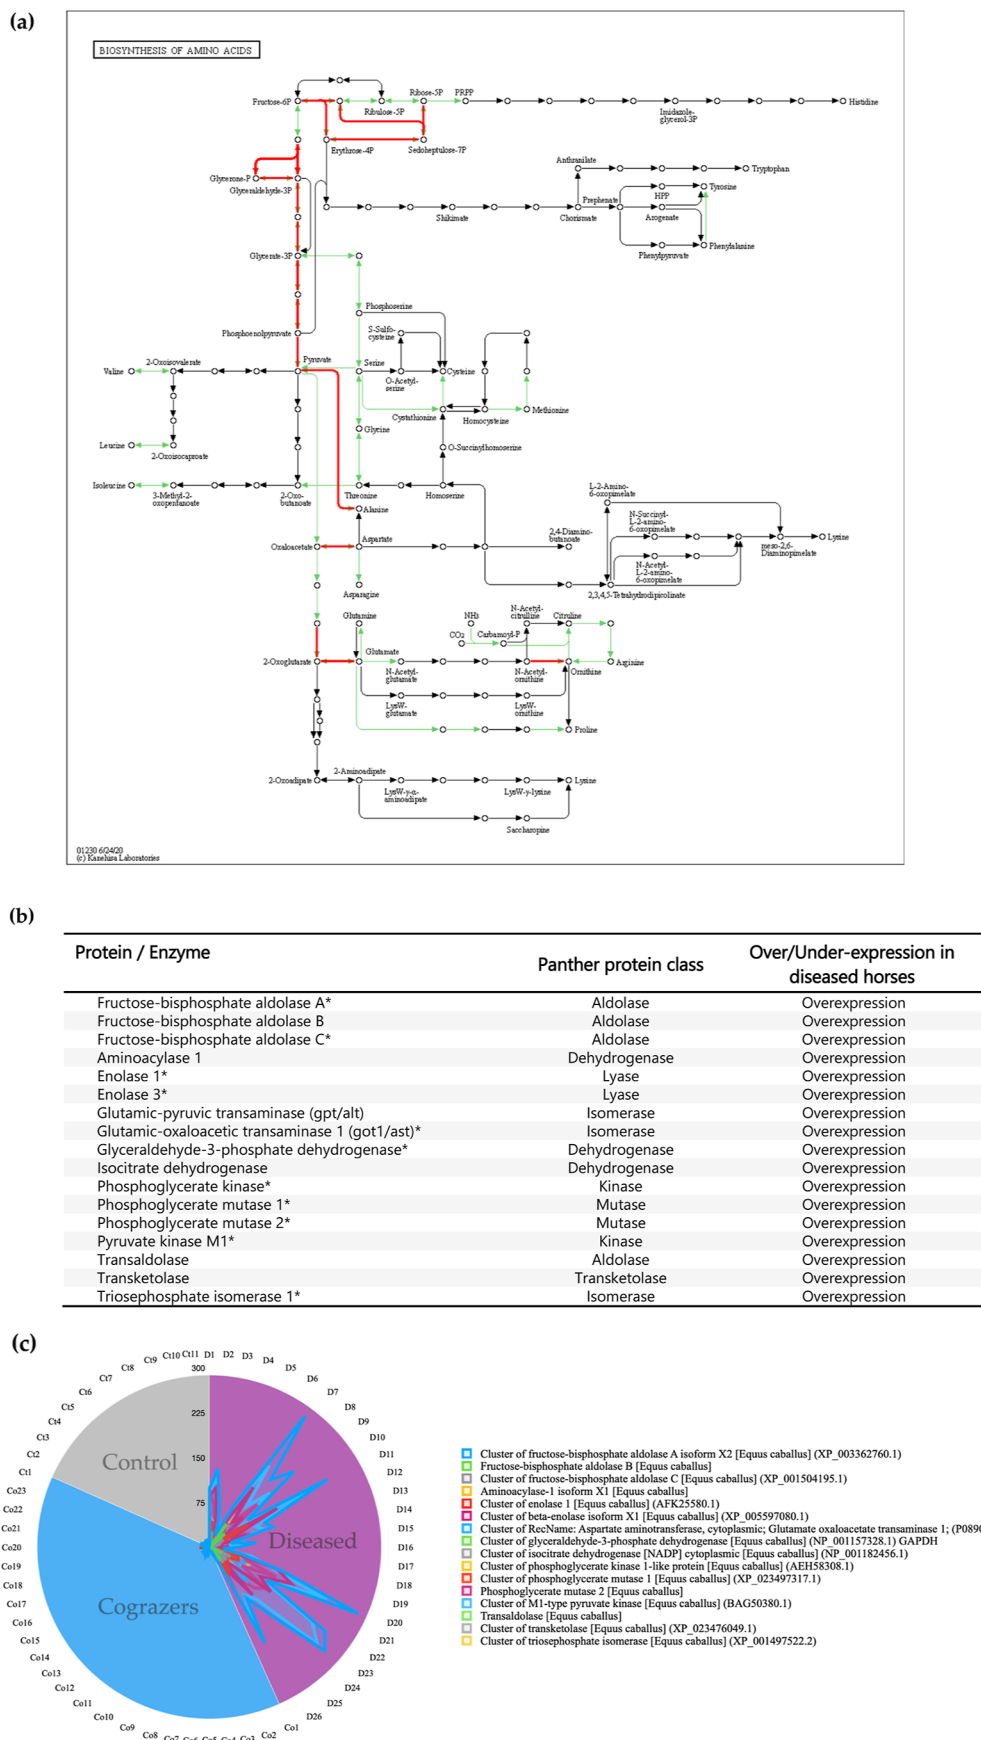 (a)
BIOSYNTHESIS OF AMINO ACIDS
Fructose-6P
Ribulose-5P
Ribose-5P
PRPP
Imidazole-
glycerol-3P
Histidine
Erythrose-4P
Sedoheptulose-7P
Glycerone-P
Glyceraldehyde-3P
Anthranilate
Tryptophan
Prephenate
HPP
Tyrosine
Shikimate
Chorismate
Arogenate
Phenylpyruvate
Phenylalanine
Glycerate-3P
Phosphoserine
Phosphoenolpyruvate
S-Sulfo-
cysteine
Pyruvate
Serine
Cysteine
O-Acetyl-
serine
Valine
2-Oxoisovalerate
Cystathionine
Homocysteine
Methionine
Glycine
Leucine
2-Oxoisocaproate
O-Succinylhomoserine
Isoleucine
3-Methyl-2-
oxopentanoate
2-Oxo-
butanoate
Threonine
Homoserine
Alanine
L-2-Amino-
6-oxopimelate
N-Succinyl-
L-2-amino-
6-oxopimelate
Oxaloacetate
Aspartate
2,4-Diamino-
butanoate
meso-2,6-
Diaminopimelate
Lysine
N-Acetyl-
L-2-amino-
6-oxopimelate
Asparagine
2,3,4,5-Tetrahydrodipicolinate
Glutamine
NH3
N-Acetyl-
citrulline
Citruline
CO2
Carbamoyl-P
2-Oxoglutarate
Glutamate
N-Acetyl-
glutamate
N-Acetyl-
ornithine
Ornithine
Arginine
LysW-
glutamate
LysW-
ornithine
Proline
2-Oxoadipate
2-Aminoadipate
LysW-γ-α-
aminoadipate
LysW-γ-lysine
Lysine
Saccharopine
01230 6/24/20
(c) Kanehisa Laboratories
(b)
Protein / Enzyme Panther protein class Over/Under-expression in
diseased horses
Fructose-bisphosphate aldolase A* Aldolase Overexpression
Fructose-bisphosphate aldolase B Aldolase Overexpression
Fructose-bisphosphate aldolase C* Aldolase Overexpression
Aminoacylase 1 Dehydrogenase Overexpression
Enolase 1* Lyase Overexpression
Enolase 3* Lyase Overexpression
Glutamic-pyruvic transaminase (gpt/alt) Isomerase Overexpression
Glutamic-oxaloacetic transaminase 1 (got1/ast)* Isomerase Overexpression
Glyceraldehyde-3-phosphate dehydrogenase* Dehydrogenase Overexpression
Isocitrate dehydrogenase Dehydrogenase Overexpression
Phosphoglycerate kinase* Kinase Overexpression
Phosphoglycerate mutase 1* Mutase Overexpression
Phosphoglycerate mutase 2* Mutase Overexpression
Pyruvate kinase M1* Kinase Overexpression
Transaldolase Aldolase Overexpression
Transketolase Transketolase Overexpression
Triosephosphate isomerase 1* Isomerase Overexpression
(c)
300
225
150
75
Control
Diseased
Cograzers
D1
D2
D3
D4
D5
D6
D7
D8
D9
D10
D11
D12
D13
D14
D15
D16
D17
D18
D19
D20
D21
D22
D23
D24
D25
D26
Co1
Co2
Co3
Co4
Co5
Co6
Co7
Co8
Co9
Co10
Co11
Co12
Co13
Co14
Co15
Co16
Co17
Co18
Co19
Co20
Co21
Co22
Co23
Ct1
Ct2
Ct3
Ct4
Ct5
Ct6
Ct7
Ct8
Ct9
Ct10
Ct11
Cluster of fructose-bisphosphate aldolase A isoform X2 [Equus caballus] (XP_003362760.1)
Fructose-bisphosphate aldolase B [Equus caballus]
Cluster of fructose-bisphosphate aldolase C [Equus caballus] (XP_001504195.1)
Aminoacylase-1 isoform X1 [Equus caballus]
Cluster of enolase 1 [Equus caballus] (AFK25580.1)
Cluster of beta-enolase isoform X1 [Equus caballus] (XP_005597080.1)
Cluster of RecName: Aspartate aminotransferase, cytoplasmic; Glutamate oxaloacetate transaminase 1; (P0890
Cluster of glyceraldehyde-3-phosphate dehydrogenase [Equus caballus] (NP_001157328.1) GAPDH
Cluster of isocitrate dehydrogenase [NADP] cytoplasmic [Equus caballus] (NP_001182456.1)
Cluster of phosphoglycerate kinase 1-like protein [Equus caballus] (AEH58308.1)
Cluster of phosphoglycerate mutase 1 [Equus caballus] (XP_023497317.1)
Phosphoglycerate mutase 2 [Equus caballus]
Cluster of M1-type pyruvate kinase [Equus caballus] (BAG50380.1)
Transaldolase [Equus caballus]
Cluster of transketolase [Equus caballus] (XP_023476049.1)
Cluster of triosephosphate isomerase [Equus caballus] (XP_001497522.2)